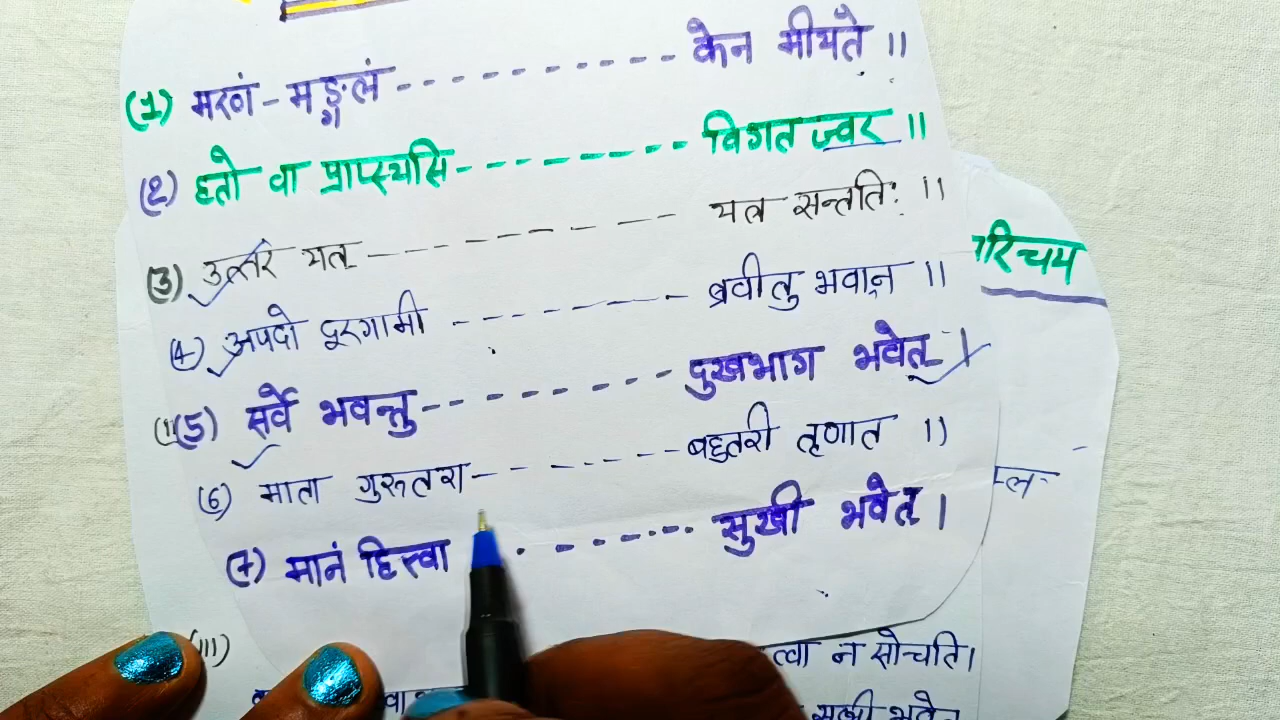 (1) मरणं - मङ्गलं ---------- केन मीयते ॥
(2) हतो वा प्राप्स्यसि -------- विगत ज्वर ॥
(3) उत्तरं यत् -------- यत्र सन्ततिः ॥
(4) अपदो दूरगामी -------- ब्रवीतु भवान् ॥
परिचय
(5) सर्वे भवन्तु -------- दुखभाग भवेत् ।
(6) माता गुरुतरा -------- बहुतरी तृणात ॥
(7) मानं हित्वा -------- सुखी भवेत् ।
(III) त्वा न सोचति।